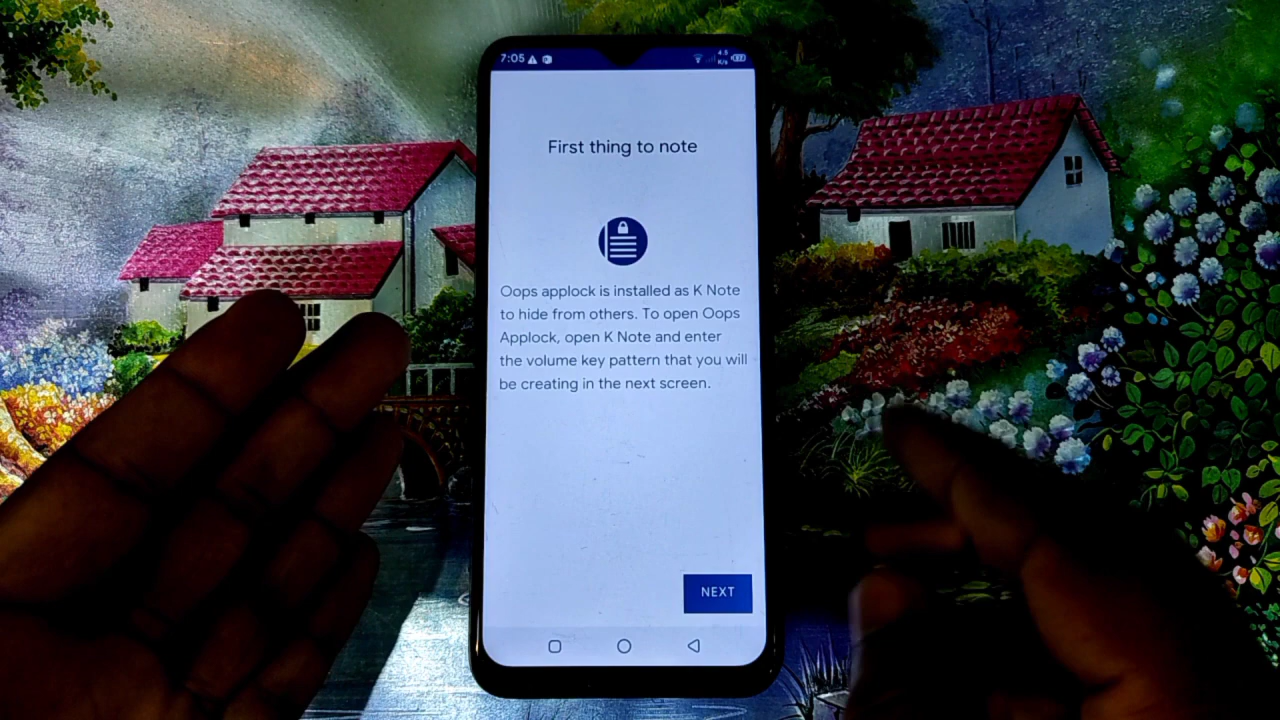 7:05
4.5
K/s
First thing to note
Oops applock is installed as K Note
to hide from others. To open Oops
Applock, open K Note and enter
the volume key pattern that you will
be creating in the next screen.
NEXT